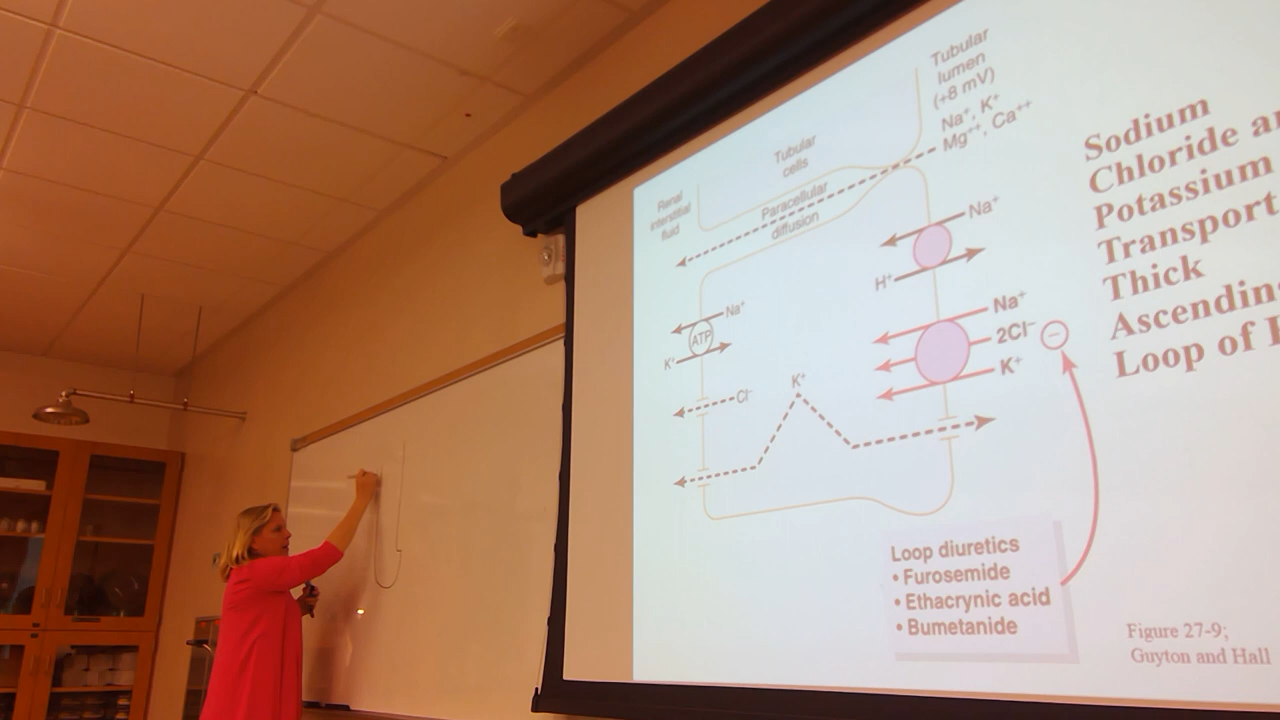 Tubular
lumen
(+8 mV)
Na⁺, K⁺
Mg⁺⁺, Ca⁺⁺
Tubular
cells
Renal
interstitial
fluid
Paracellular
diffusion
Na⁺
H⁺
Na⁺
ATP
K⁺
Na⁺
2Cl⁻
K⁺
−
Cl⁻
K⁺
Loop diuretics
• Furosemide
• Ethacrynic acid
• Bumetanide
Sodium
Chloride
Potassium
Transport
Thick
Loop of
Figure 27-9;
Guyton and Hall